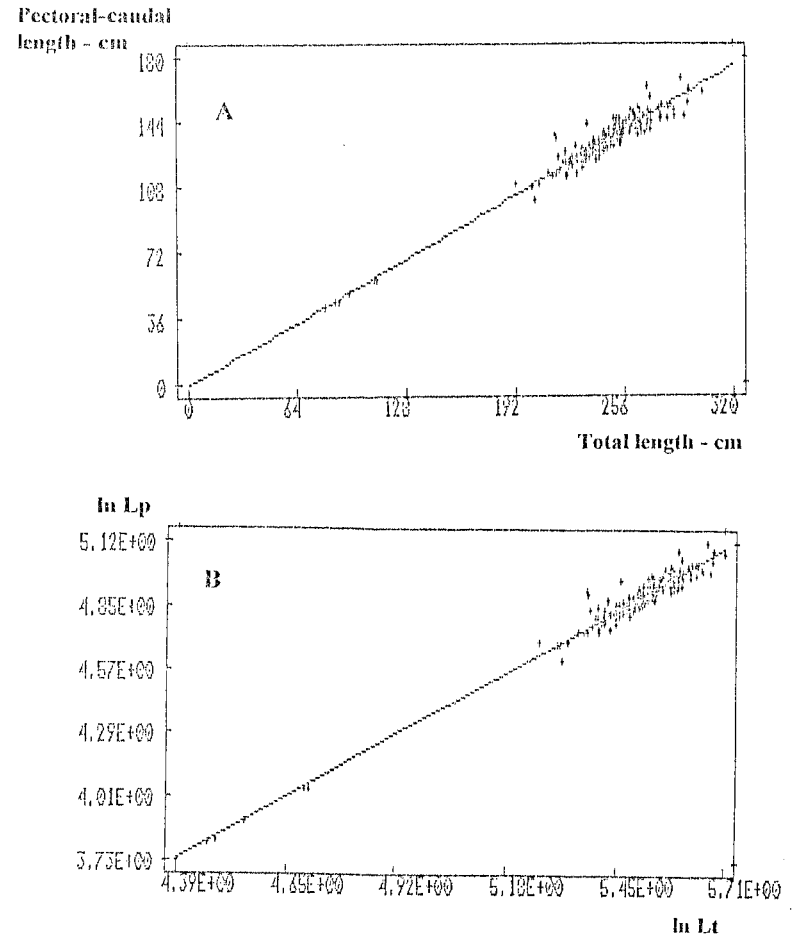 Pectoral-caudal
length - cm
180
A
144
108
72
36
0
0 64 128 192 256 320
Total length - cm
ln Lp
5.12E+00
B
4.85E+00
4.57E+00
4.29E+00
4.01E+00
3.73E+00
4.39E+00 4.65E+00 4.92E+00 5.18E+00 5.45E+00 5.71E+00
ln Lt